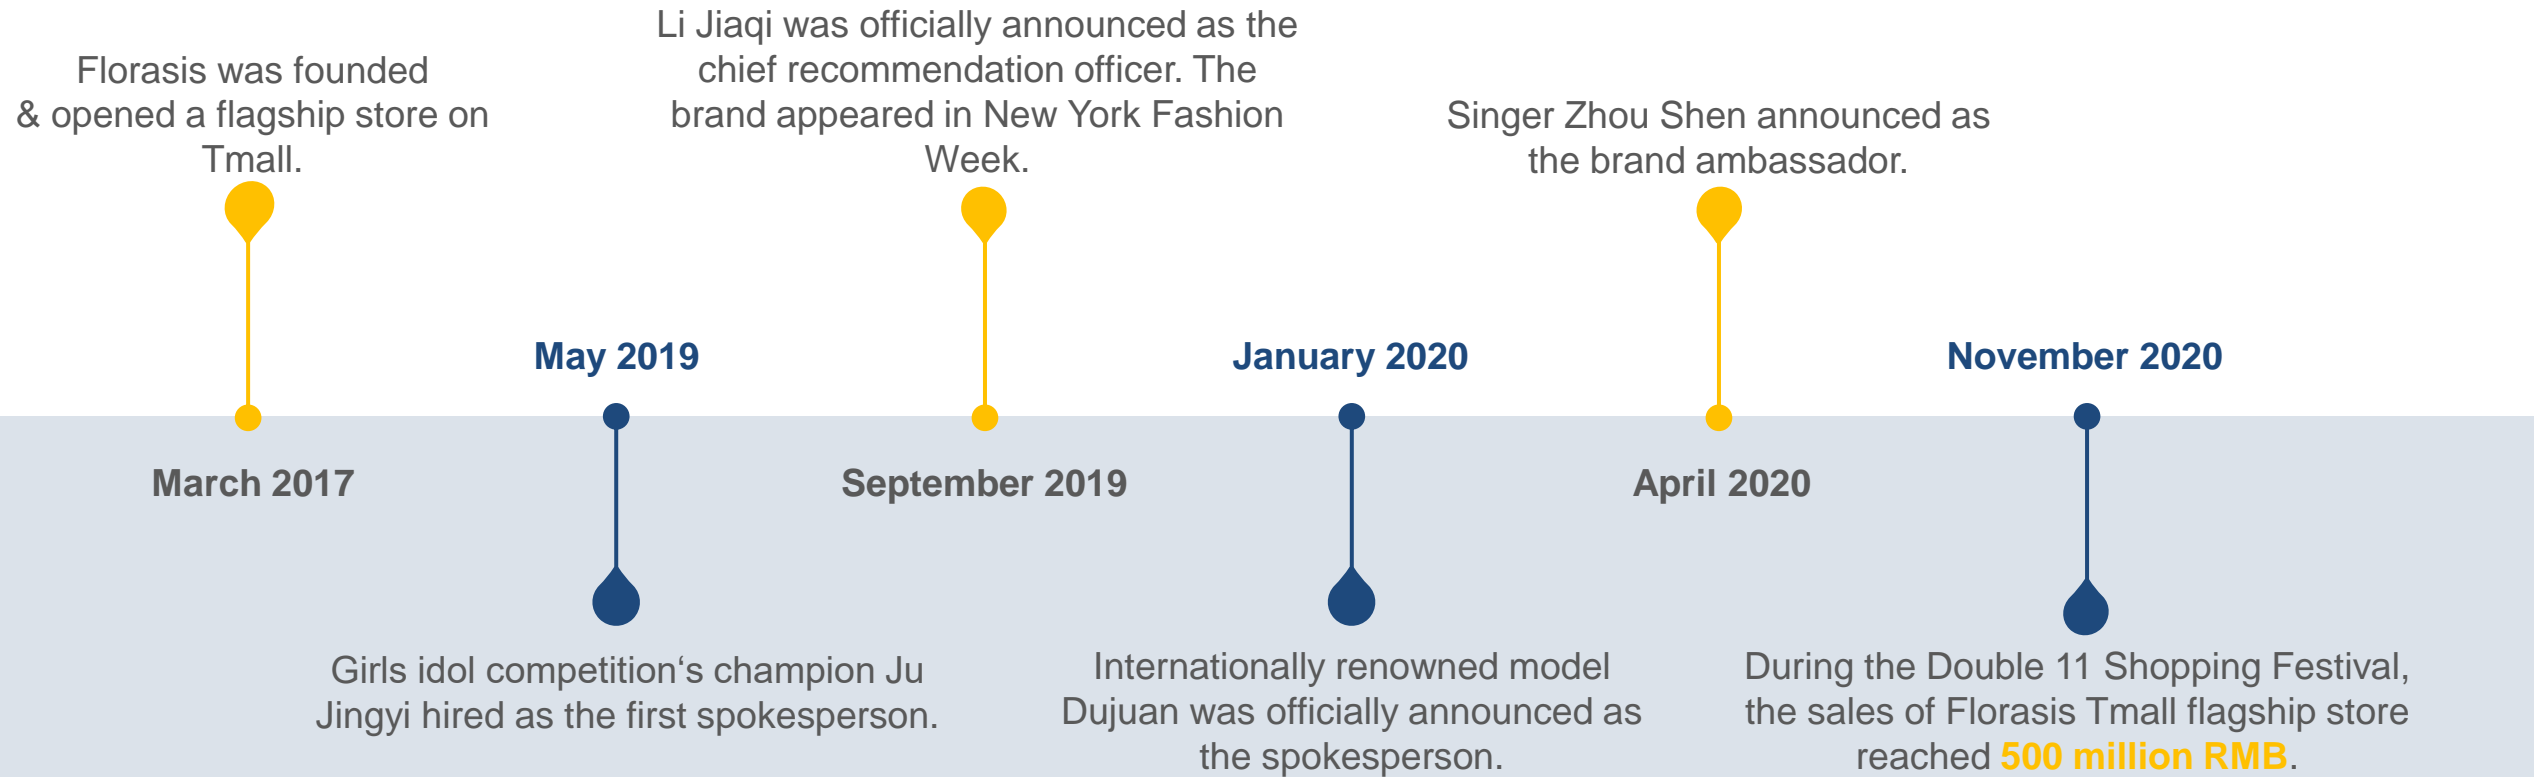 Florasis was founded
& opened a flagship store on
Tmall.
March 2017
May 2019
Girls idol competition‘s champion Ju
Jingyi hired as the first spokesperson.
Li Jiaqi was officially announced as the
chief recommendation officer. The
brand appeared in New York Fashion
Week.
September 2019
January 2020
Internationally renowned model
Dujuan was officially announced as
the spokesperson.
Singer Zhou Shen announced as
the brand ambassador.
April 2020
November 2020
During the Double 11 Shopping Festival,
the sales of Florasis Tmall flagship store
reached 500 million RMB.